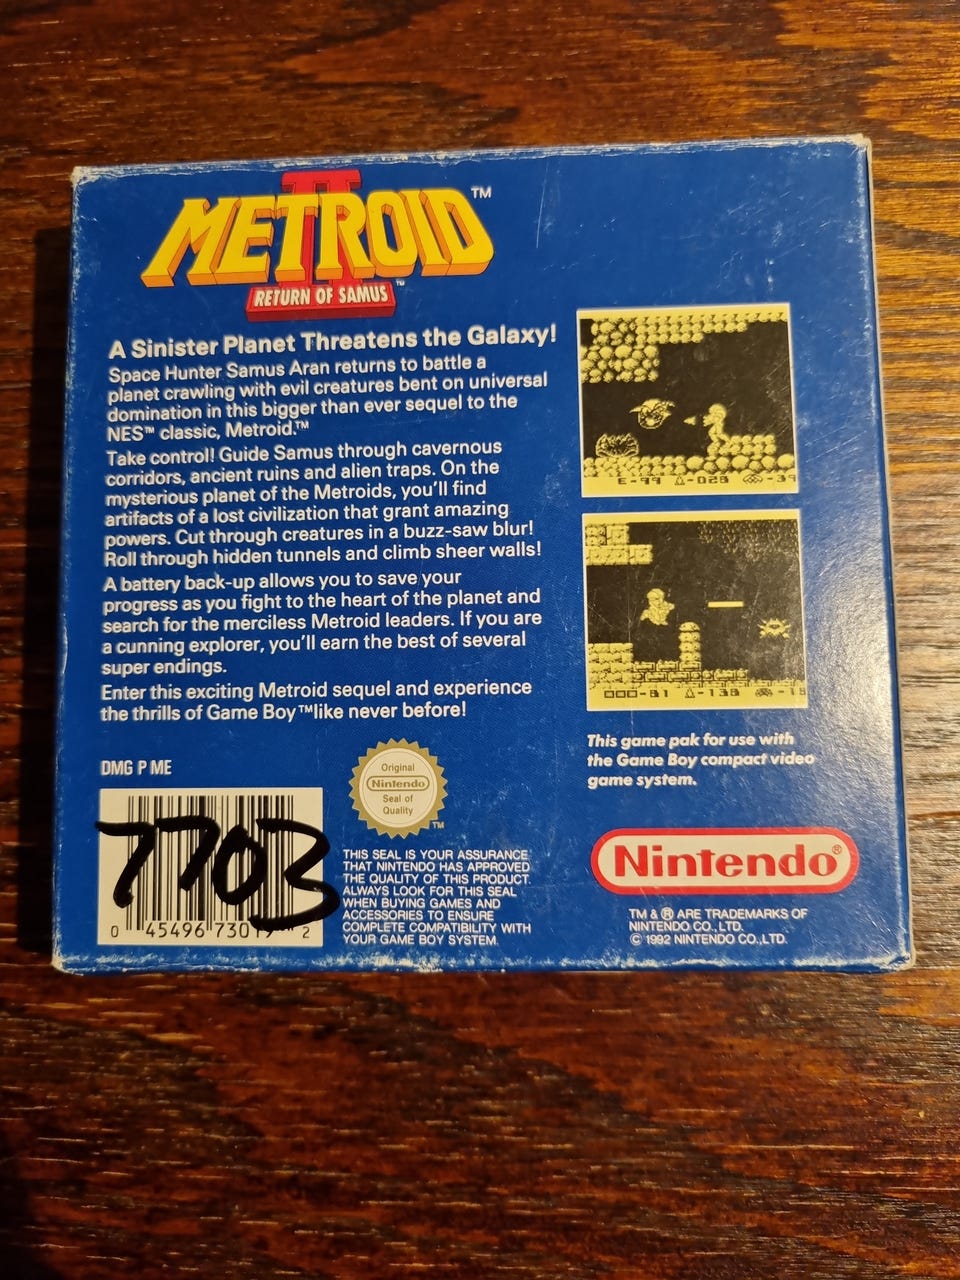 METROID™
II
RETURN OF SAMUS™
A Sinister Planet Threatens the Galaxy!
Space Hunter Samus Aran returns to battle a
planet crawling with evil creatures bent on universal
domination in this bigger than ever sequel to the
NES™ classic, Metroid.™
Take control! Guide Samus through cavernous
corridors, ancient ruins and alien traps. On the
mysterious planet of the Metroids, you'll find
artifacts of a lost civilization that grant amazing
powers. Cut through creatures in a buzz-saw blur!
Roll through hidden tunnels and climb sheer walls!
A battery back-up allows you to save your
progress as you fight to the heart of the planet and
search for the merciless Metroid leaders. If you are
a cunning explorer, you'll earn the best of several
super endings.
Enter this exciting Metroid sequel and experience
the thrills of Game Boy™like never before!
E-99 028 -39
This game pak for use with
the Game Boy compact video
game system.
DMG P ME
Original
Nintendo
Seal of
Quality
™
7703
0 45496 73019 2
THIS SEAL IS YOUR ASSURANCE
THAT NINTENDO HAS APPROVED
THE QUALITY OF THIS PRODUCT.
ALWAYS LOOK FOR THIS SEAL
WHEN BUYING GAMES AND
ACCESSORIES TO ENSURE
COMPLETE COMPATIBILITY WITH
YOUR GAME BOY SYSTEM.
Nintendo®
TM & ® ARE TRADEMARKS OF
NINTENDO CO., LTD.
© 1992 NINTENDO CO., LTD.